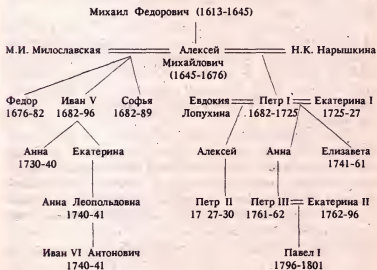 Михаил Федорович (1613-1645)
М.И. Милославская Алексей Н.К. Нарышкина
Михайлович
(1645-1676)
Федор Иван V Софья Евдокия Петр I Екатерина I
1676-82 1682-96 1682-89 Лопухина 1682-1725 1725-27
Анна Екатерина Алексей Анна Елизавета
1730-40 1741-61
Анна Леопольдовна Петр II Петр III Екатерина II
1740-41 17 27-30 1761-62 1762-96
Иван VI Антонович Павел I
1740-41 1796-1801